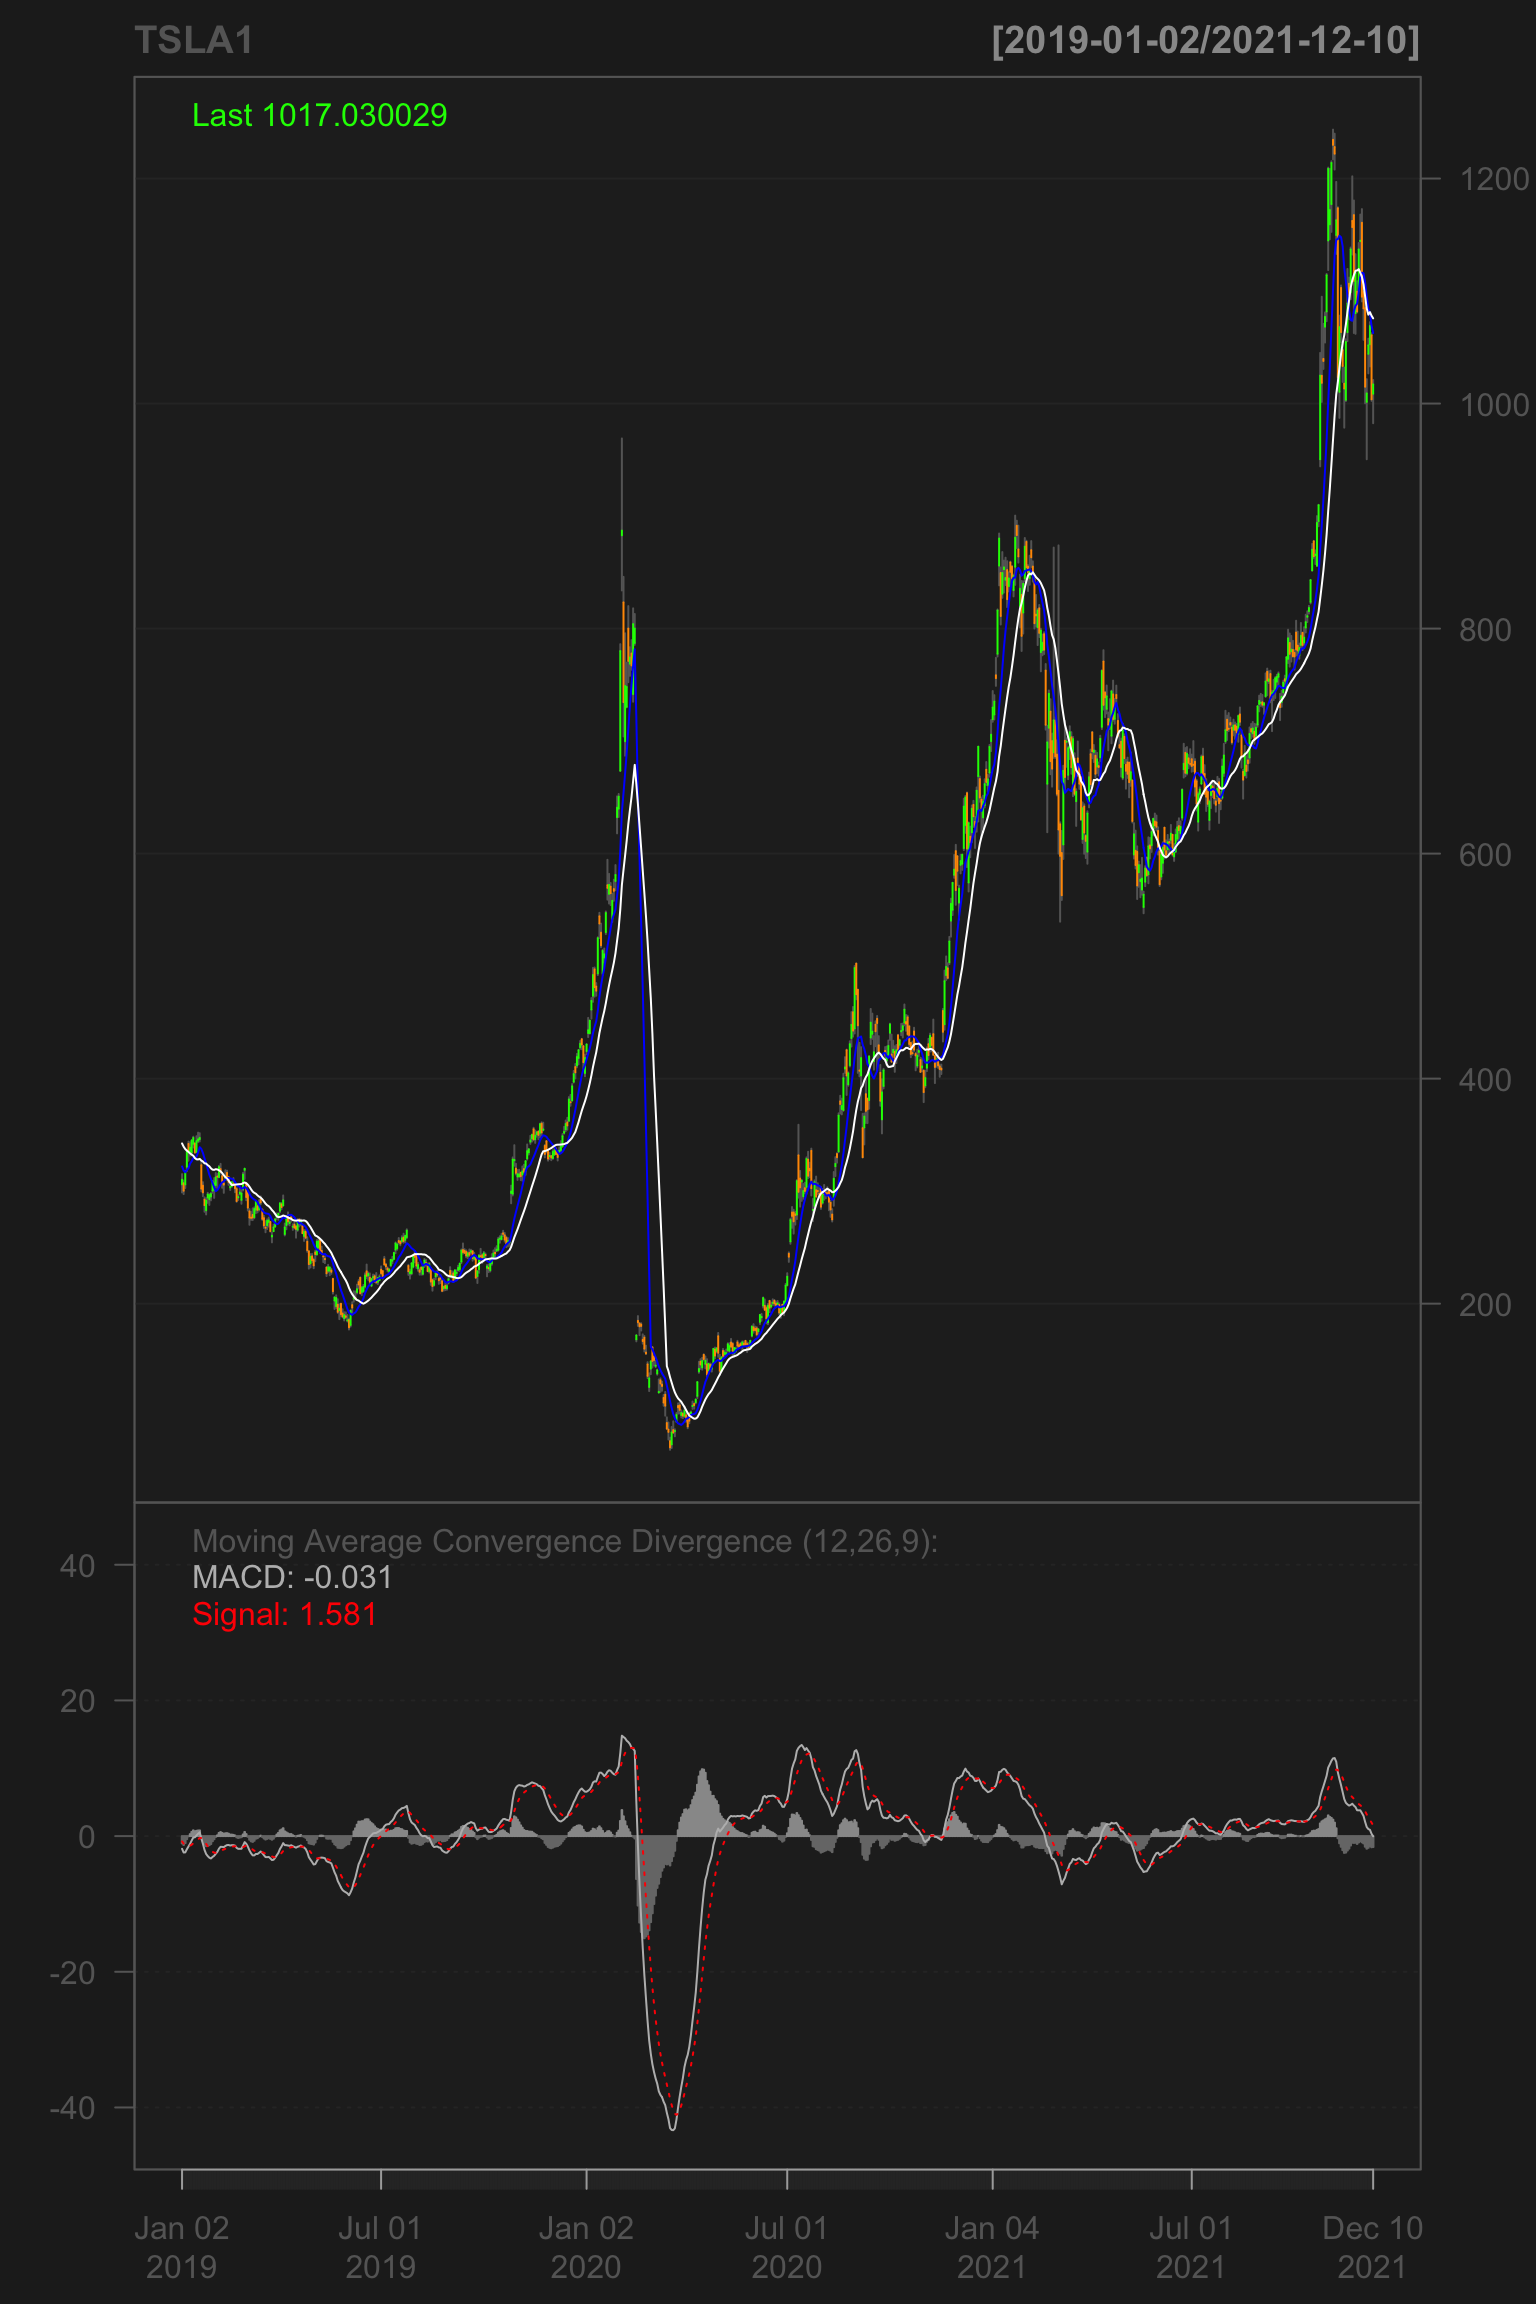 TSLA1
[2019-01-02/2021-12-10]
Last 1017.030029
1200
1000
800
600
400
200
Moving Average Convergence Divergence (12,26,9):
MACD: -0.031
Signal: 1.581
40
20
0
-20
-40
Jan 02 Jul 01 Jan 02 Jul 01 Jan 04 Jul 01 Dec 10
2019 2019 2020 2020 2021 2021 2021